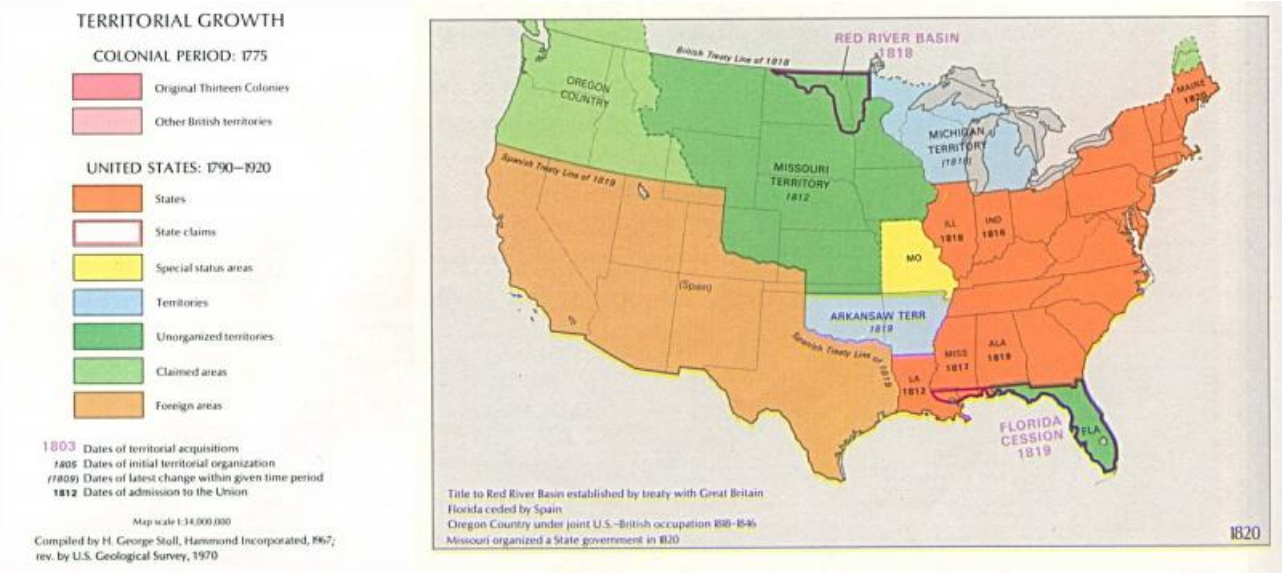 TERRITORIAL GROWTH
COLONIAL PERIOD: 1775
Original Thirteen Colonies
Other British territories
UNITED STATES: 1790–1920
States
State claims
Special status areas
Territories
Unorganized territories
Claimed areas
Foreign areas
1803 Dates of territorial acquisitions
1805 Dates of initial territorial organization
(1809) Dates of latest change within given time period
1812 Dates of admission to the Union
Map scale 1:34,000,000
Compiled by H. George Stoll, Hammond Incorporated, 1967;
rev. by U.S. Geological Survey, 1970
RED RIVER BASIN
1818
British Treaty Line of 1818
OREGON
COUNTRY
MAINE
1820
MICHIGAN
TERRITORY
(1818)
Spanish Treaty Line of 1819
MISSOURI
TERRITORY
1812
ILL
1818
IND
1816
MO
(Spain)
ARKANSAW TERR
1819
Spanish Treaty Line of 1819
MISS
1817
ALA
1819
LA
1812
FLORIDA
CESSION
1819
FLA
Title to Red River Basin established by treaty with Great Britain
Florida ceded by Spain
Oregon Country under joint U.S.–British occupation 1818–1846
Missouri organized a State government in 1820
1820